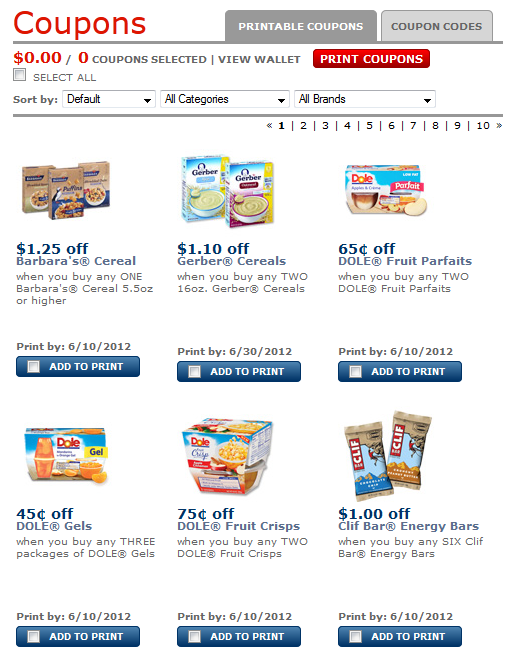 Coupons
PRINTABLE COUPONS
COUPON CODES
$0.00 / 0 COUPONS SELECTED | VIEW WALLET PRINT COUPONS
SELECT ALL
Sort by: Default All Categories All Brands
« 1 | 2 | 3 | 4 | 5 | 6 | 7 | 8 | 9 | 10 »
Puffins
Gerber
Gerber
Dole
LOW FAT
Apples & Creme
Parfait
$1.25 off
Barbara's® Cereal
when you buy any ONE
Barbara's® Cereal 5.5oz
or higher
Print by: 6/10/2012
ADD TO PRINT
$1.10 off
Gerber® Cereals
when you buy any TWO
16oz. Gerber® Cereals
Print by: 6/30/2012
ADD TO PRINT
65¢ off
DOLE® Fruit Parfaits
when you buy any TWO
DOLE® Fruit Parfaits
Print by: 6/10/2012
ADD TO PRINT
Dole
Gel
Dole
Crisp
CLIF
CLIF
45¢ off
DOLE® Gels
when you buy any THREE
packages of DOLE® Gels
Print by: 6/10/2012
ADD TO PRINT
75¢ off
DOLE® Fruit Crisps
when you buy any TWO
DOLE® Fruit Crisps
Print by: 6/10/2012
ADD TO PRINT
$1.00 off
Clif Bar® Energy Bars
when you buy any SIX Clif
Bar® Energy Bars
Print by: 6/10/2012
ADD TO PRINT